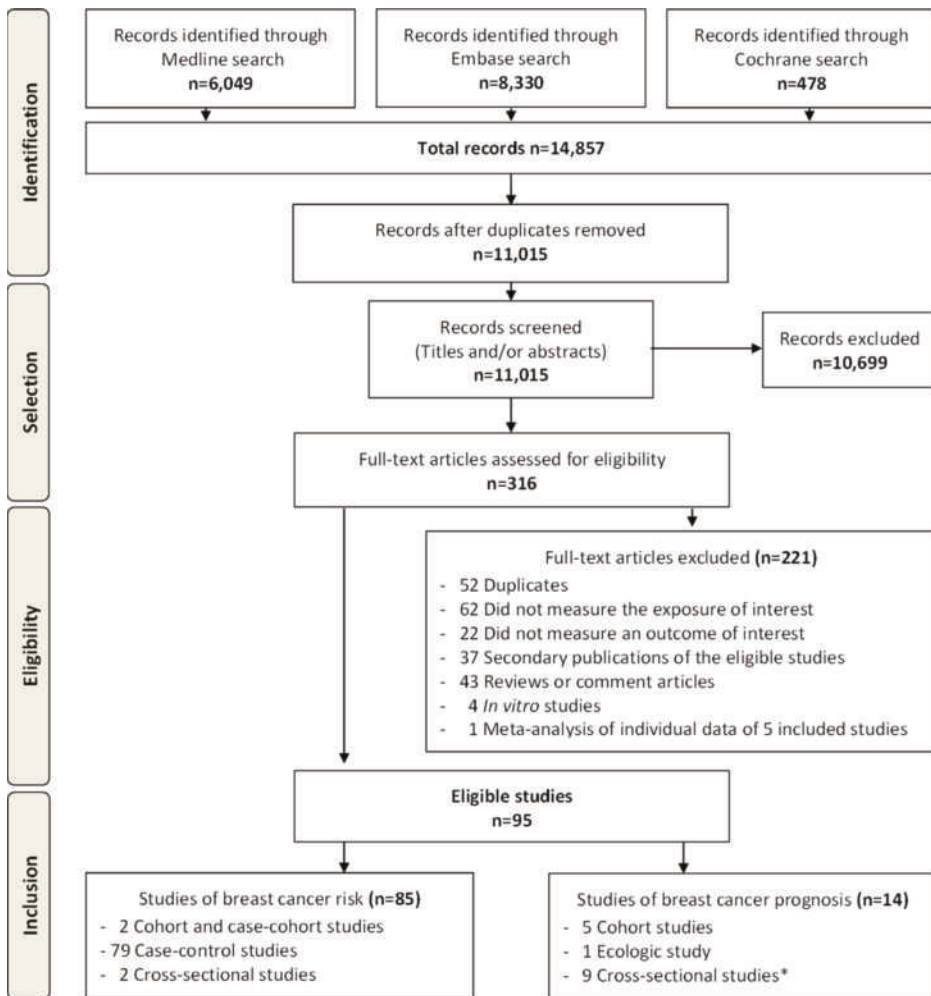 Identification
Records identified through
Medline search
n=6,049
Records identified through
Embase search
n=8,330
Records identified through
Cochrane search
n=478
Total records n=14,857
Records after duplicates removed
n=11,015
Selection
Records screened
(Titles and/or abstracts)
n=11,015
Records excluded
n=10,699
Full-text articles assessed for eligibility
n=316
Eligibility
Full-text articles excluded (n=221)
- 52 Duplicates
- 62 Did not measure the exposure of interest
- 22 Did not measure an outcome of interest
- 37 Secondary publications of the eligible studies
- 43 Reviews or comment articles
- 4 In vitro studies
- 1 Meta-analysis of individual data of 5 included studies
Eligible studies
n=95
Inclusion
Studies of breast cancer risk (n=85)
- 2 Cohort and case-cohort studies
- 79 Case-control studies
- 2 Cross-sectional studies
Studies of breast cancer prognosis (n=14)
- 5 Cohort studies
- 1 Ecologic study
- 9 Cross-sectional studies*